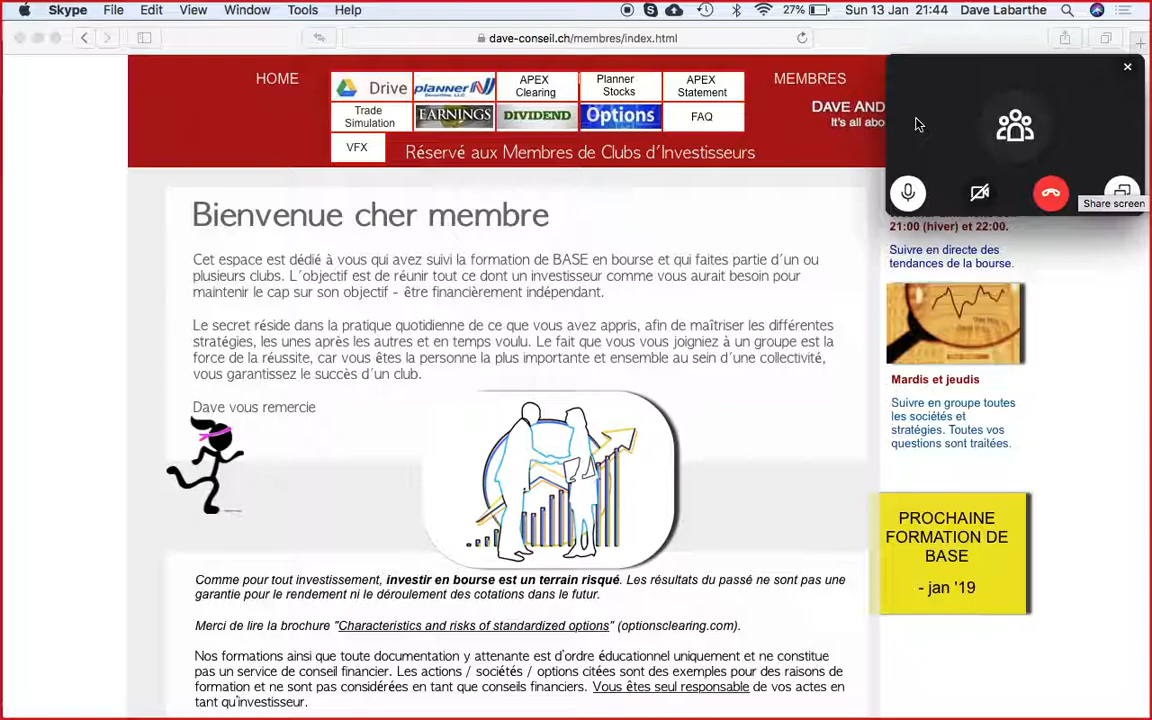 Skype File Edit View Window Tools Help 27% Sun 13 Jan 21:44 Dave Labarthe
dave-conseil.ch/membres/index.html
HOME
Drive
planner
Securities, LLC
APEX
Clearing
Planner
Stocks
APEX
Statement
Trade
Simulation
EARNINGS
DIVIDEND
Options
FAQ
VFX
MEMBRES
DAVE AND
It's all abo
Réservé aux Membres de Clubs d'Investisseurs
Share screen
Bienvenue cher membre
Cet espace est dédié à vous qui avez suivi la formation de BASE en bourse et qui faites partie d'un ou
plusieurs clubs. L'objectif est de réunir tout ce dont un investisseur comme vous aurait besoin pour
maintenir le cap sur son objectif - être financièrement indépendant.
Le secret réside dans la pratique quotidienne de ce que vous avez appris, afin de maîtriser les différentes
stratégies, les unes après les autres et en temps voulu. Le fait que vous vous joigniez à un groupe est la
force de la réussite, car vous êtes la personne la plus importante et ensemble au sein d'une collectivité,
vous garantissez le succès d'un club.
Dave vous remercie
21:00 (hiver) et 22:00.
Suivre en directe des
tendances de la bourse.
Mardis et jeudis
Suivre en groupe toutes
les sociétés et
stratégies. Toutes vos
questions sont traitées.
PROCHAINE
FORMATION DE
BASE
- jan '19
Comme pour tout investissement, investir en bourse est un terrain risqué. Les résultats du passé ne sont pas une
garantie pour le rendement ni le déroulement des cotations dans le futur.
Merci de lire la brochure "Characteristics and risks of standardized options" (optionsclearing.com).
Nos formations ainsi que toute documentation y attenante est d'ordre éducationnel uniquement et ne constitue
pas un service de conseil financier. Les actions / sociétés / options citées sont des exemples pour des raisons de
formation et ne sont pas considérées en tant que conseils financiers. Vous êtes seul responsable de vos actes en
tant qu'investisseur.